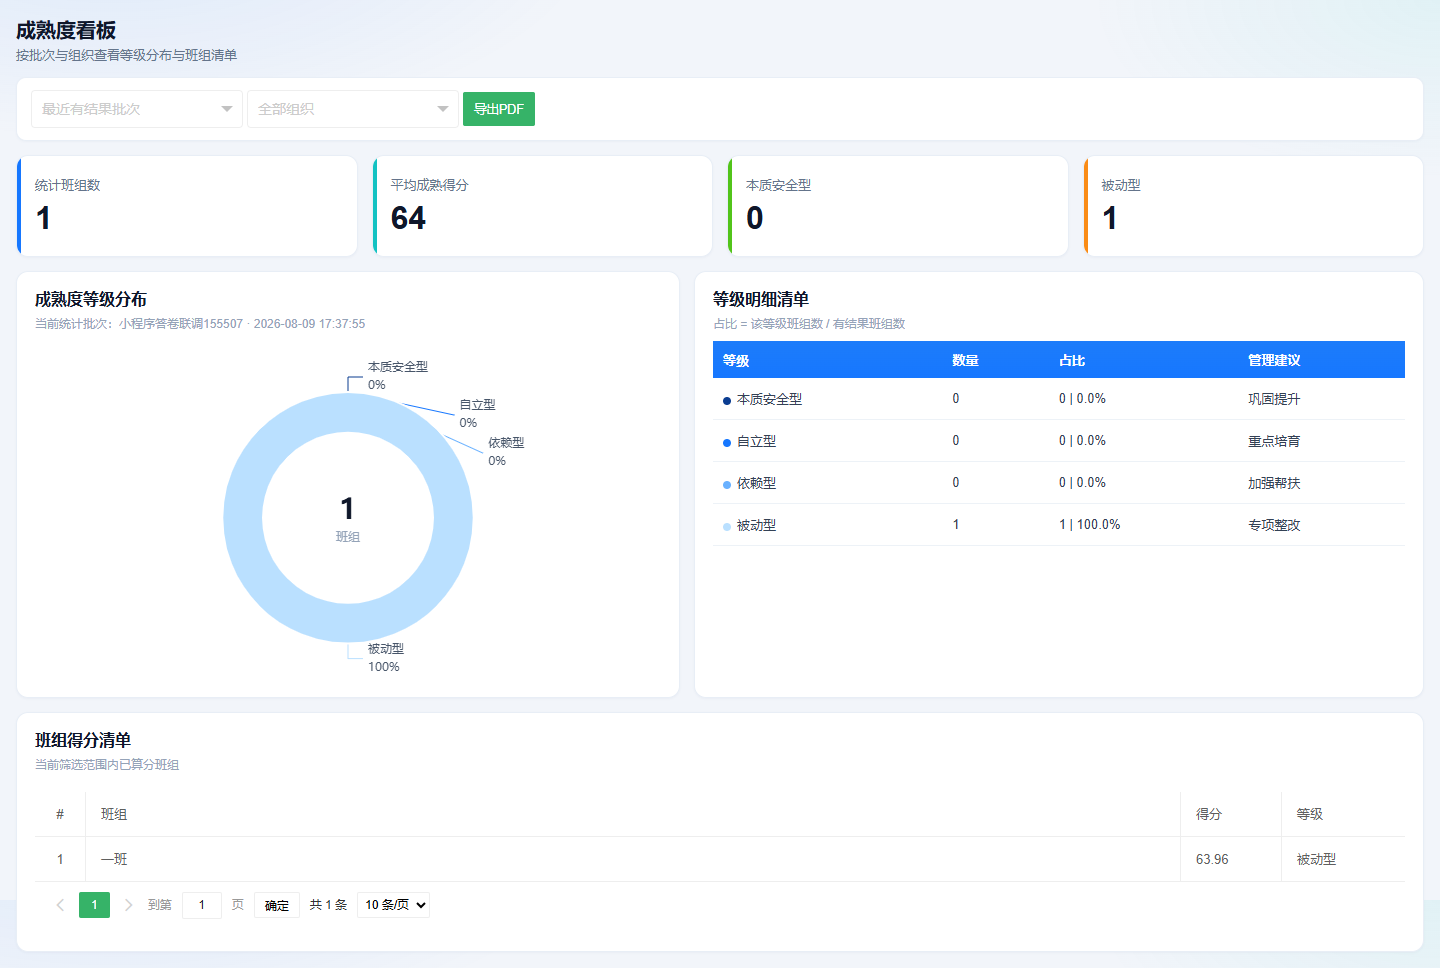 成熟度看板
按批次与组织查看等级分布与班组清单
最近有结果批次 全部组织 导出PDF
统计班组数 平均成熟得分 本质安全型 被动型
1 64 0 1
成熟度等级分布
当前统计批次：小程序答卷联调155507 · 2026-08-09 17:37:55
本质安全型
0%
自立型
0%
依赖型
0%
1
班组
被动型
100%
等级明细清单
占比 = 该等级班组数 / 有结果班组数
等级 数量 占比 管理建议
本质安全型 0 0 | 0.0% 巩固提升
自立型 0 0 | 0.0% 重点培育
依赖型 0 0 | 0.0% 加强帮扶
被动型 1 1 | 100.0% 专项整改
班组得分清单
当前筛选范围内已算分班组
# 班组 得分 等级
1 一班 63.96 被动型
1 到第 1 页 确定 共 1 条 10 条/页